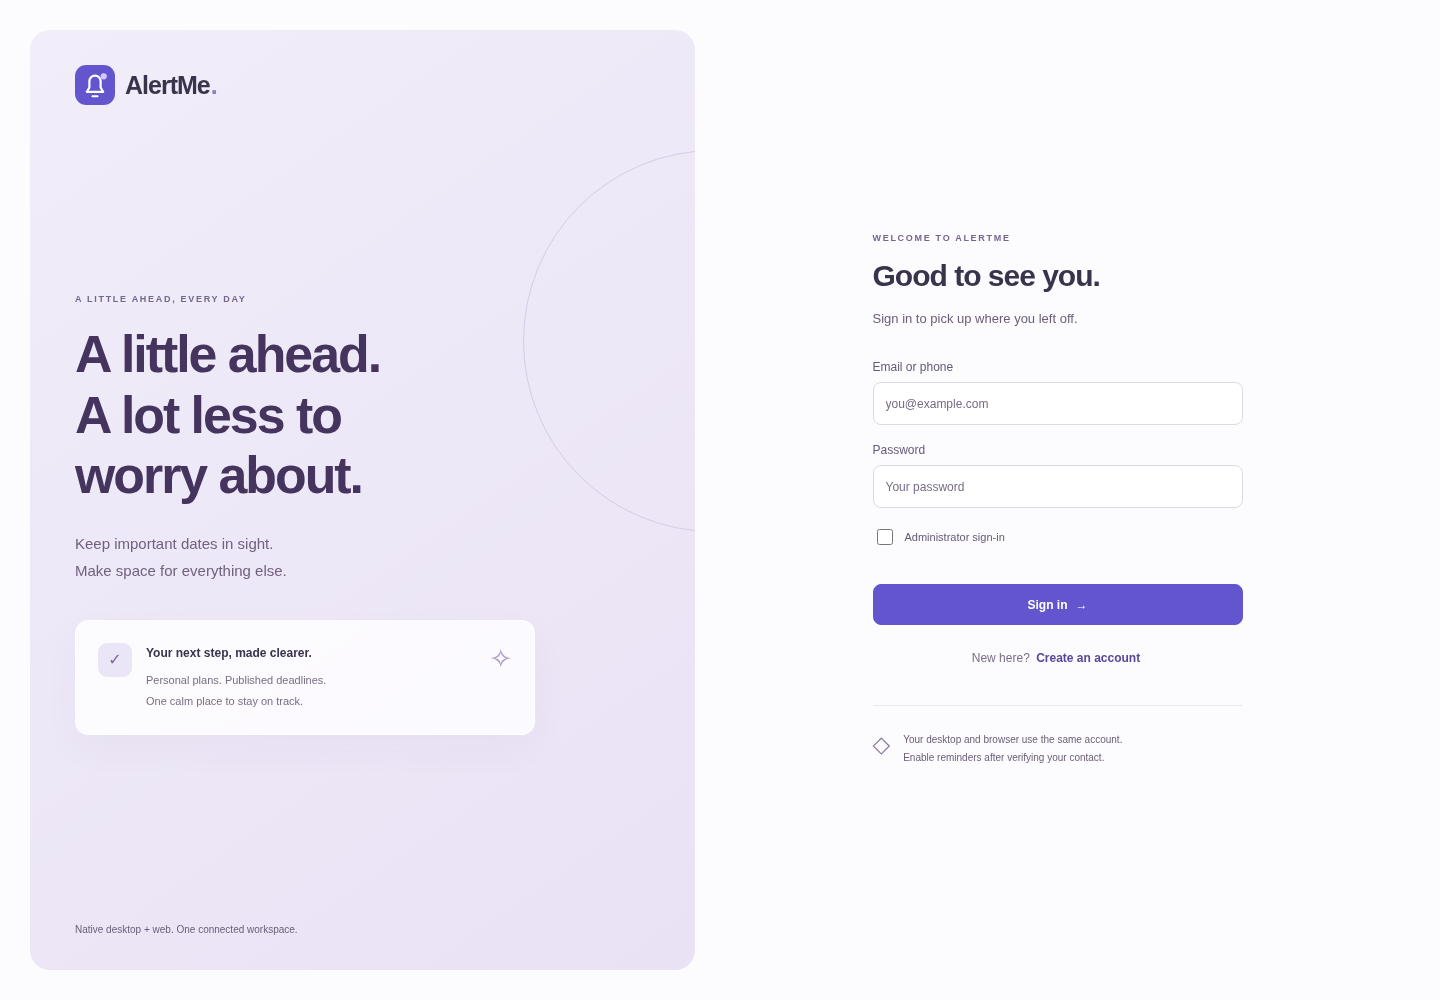 AlertMe.
A LITTLE AHEAD, EVERY DAY
A little ahead.
A lot less to
worry about.
Keep important dates in sight.
Make space for everything else.
✓
Your next step, made clearer.
Personal plans. Published deadlines.
One calm place to stay on track.
Native desktop + web. One connected workspace.
WELCOME TO ALERTME
Good to see you.
Sign in to pick up where you left off.
Email or phone
you@example.com
Password
Your password
Administrator sign-in
Sign in →
New here? Create an account
Your desktop and browser use the same account.
Enable reminders after verifying your contact.